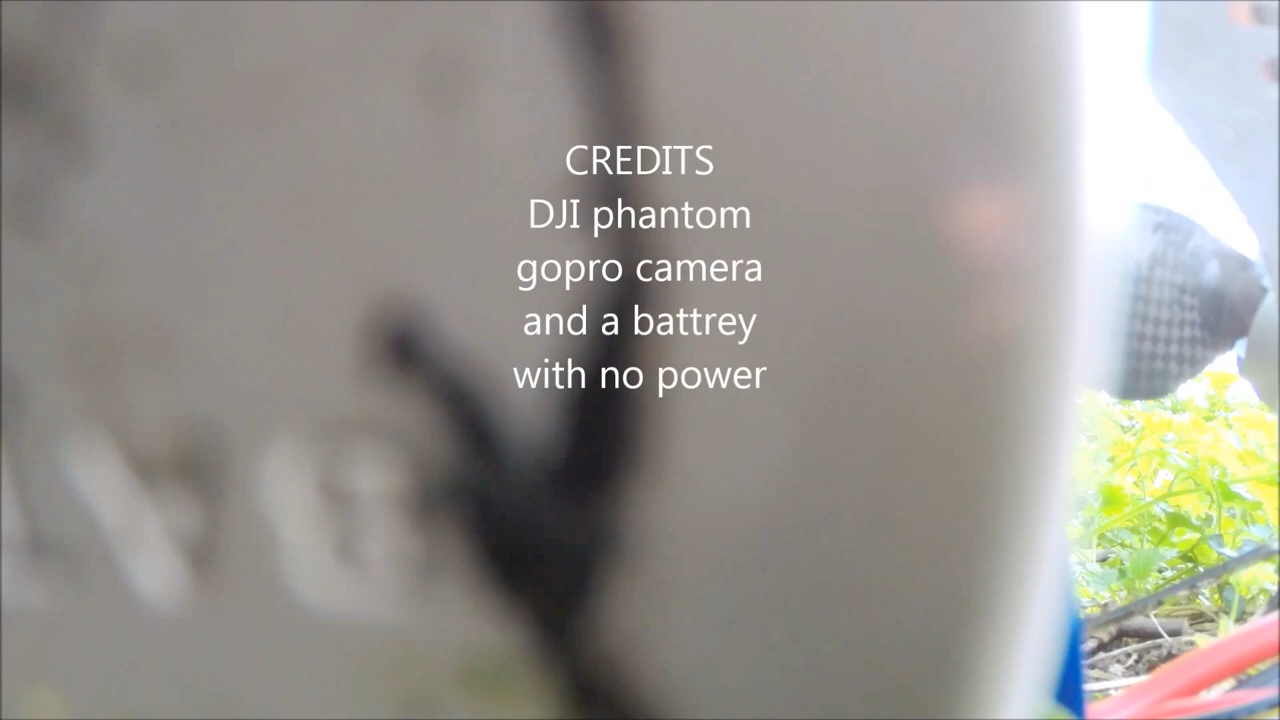 CREDITS
DJI phantom
gopro camera
and a battrey
with no power